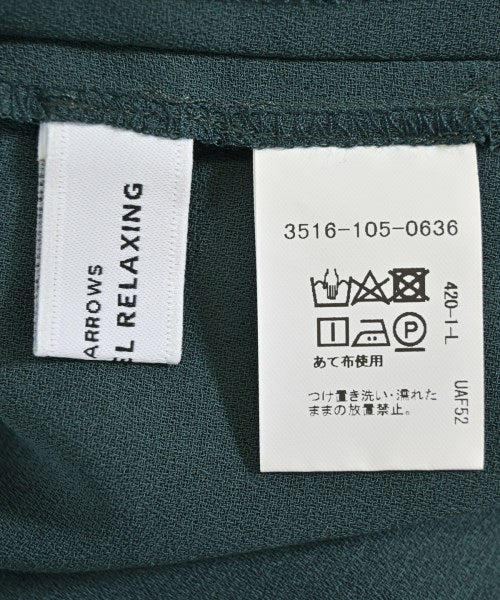 ARROWS
EL RELAXING
3516-105-0636
P
あて布使用
つけ置き洗い・濡れた
ままの放置禁止。
420-1-L
UAF52